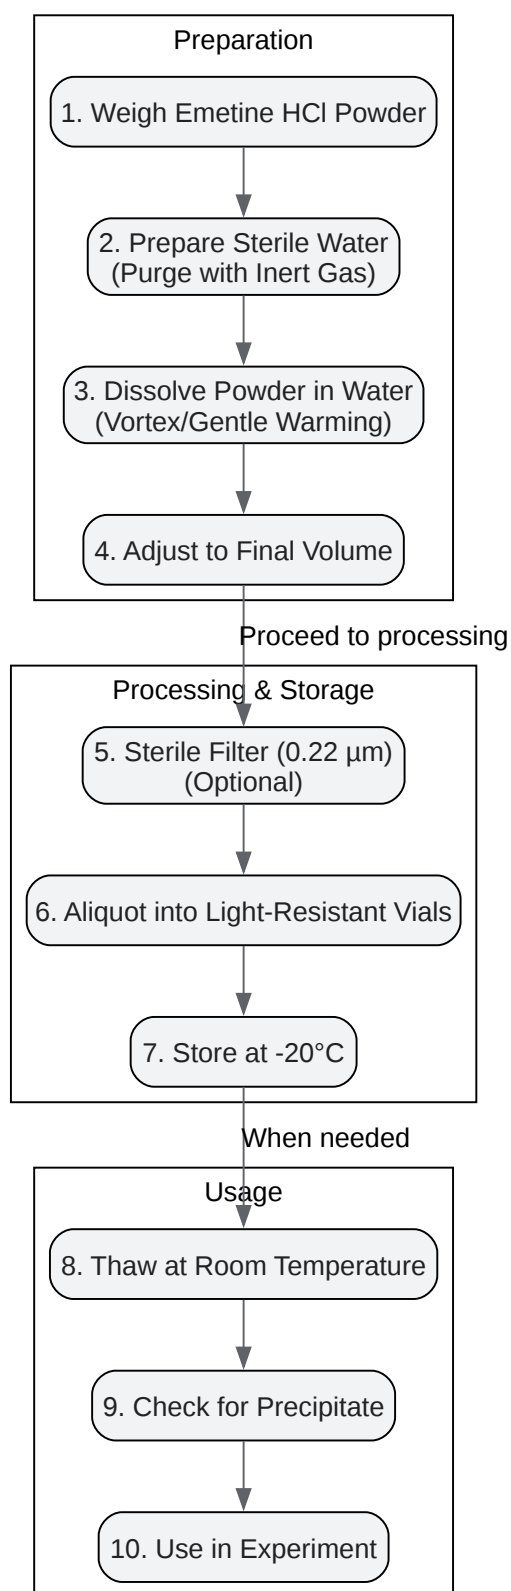 Preparation
1. Weigh Emetine HCl Powder
2. Prepare Sterile Water
(Purge with Inert Gas)
3. Dissolve Powder in Water
(Vortex/Gentle Warming)
4. Adjust to Final Volume
Proceed to processing
Processing & Storage
5. Sterile Filter (0.22 µm)
(Optional)
6. Aliquot into Light-Resistant Vials
7. Store at -20°C
When needed
Usage
8. Thaw at Room Temperature
9. Check for Precipitate
10. Use in Experiment